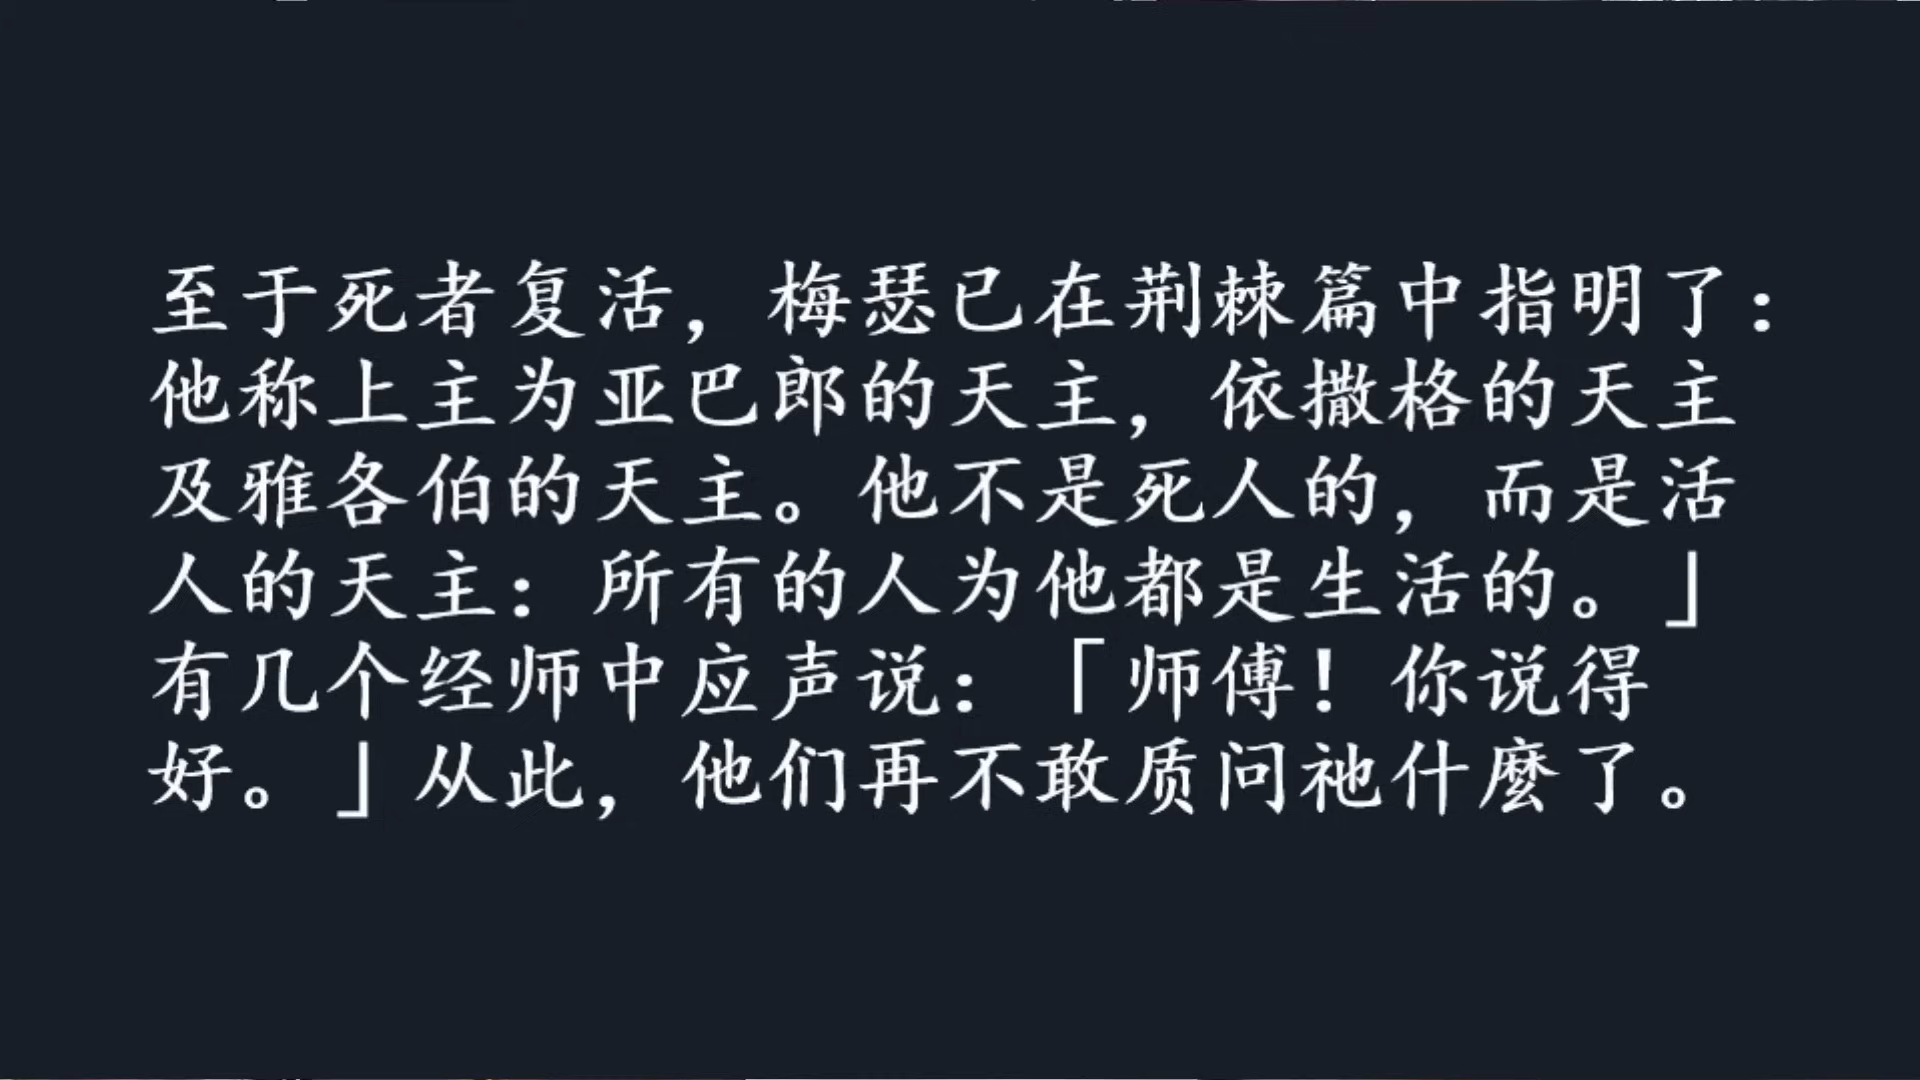 至于死者复活，梅瑟已在荆棘篇中指明了：
他称上主为亚巴郎的天主，依撒格的天主
及雅各伯的天主。他不是死人的，而是活
人的天主：所有的人为他都是生活的。」
有几个经师中应声说：「师傅！你说得
好。」从此，他们再不敢质问祂什麼了。